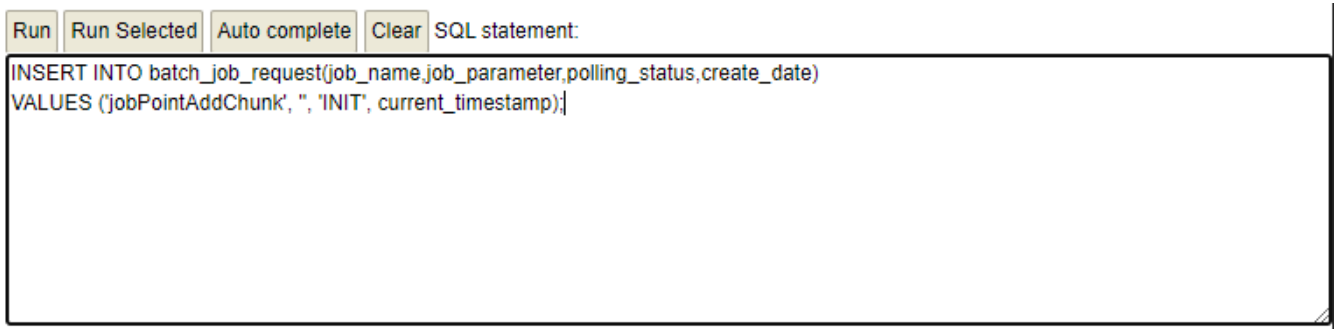 Run Run Selected Auto complete Clear SQL statement:
INSERT INTO batch_job_request(job_name,job_parameter,polling_status,create_date)
VALUES ('jobPointAddChunk', '', 'INIT', current_timestamp);